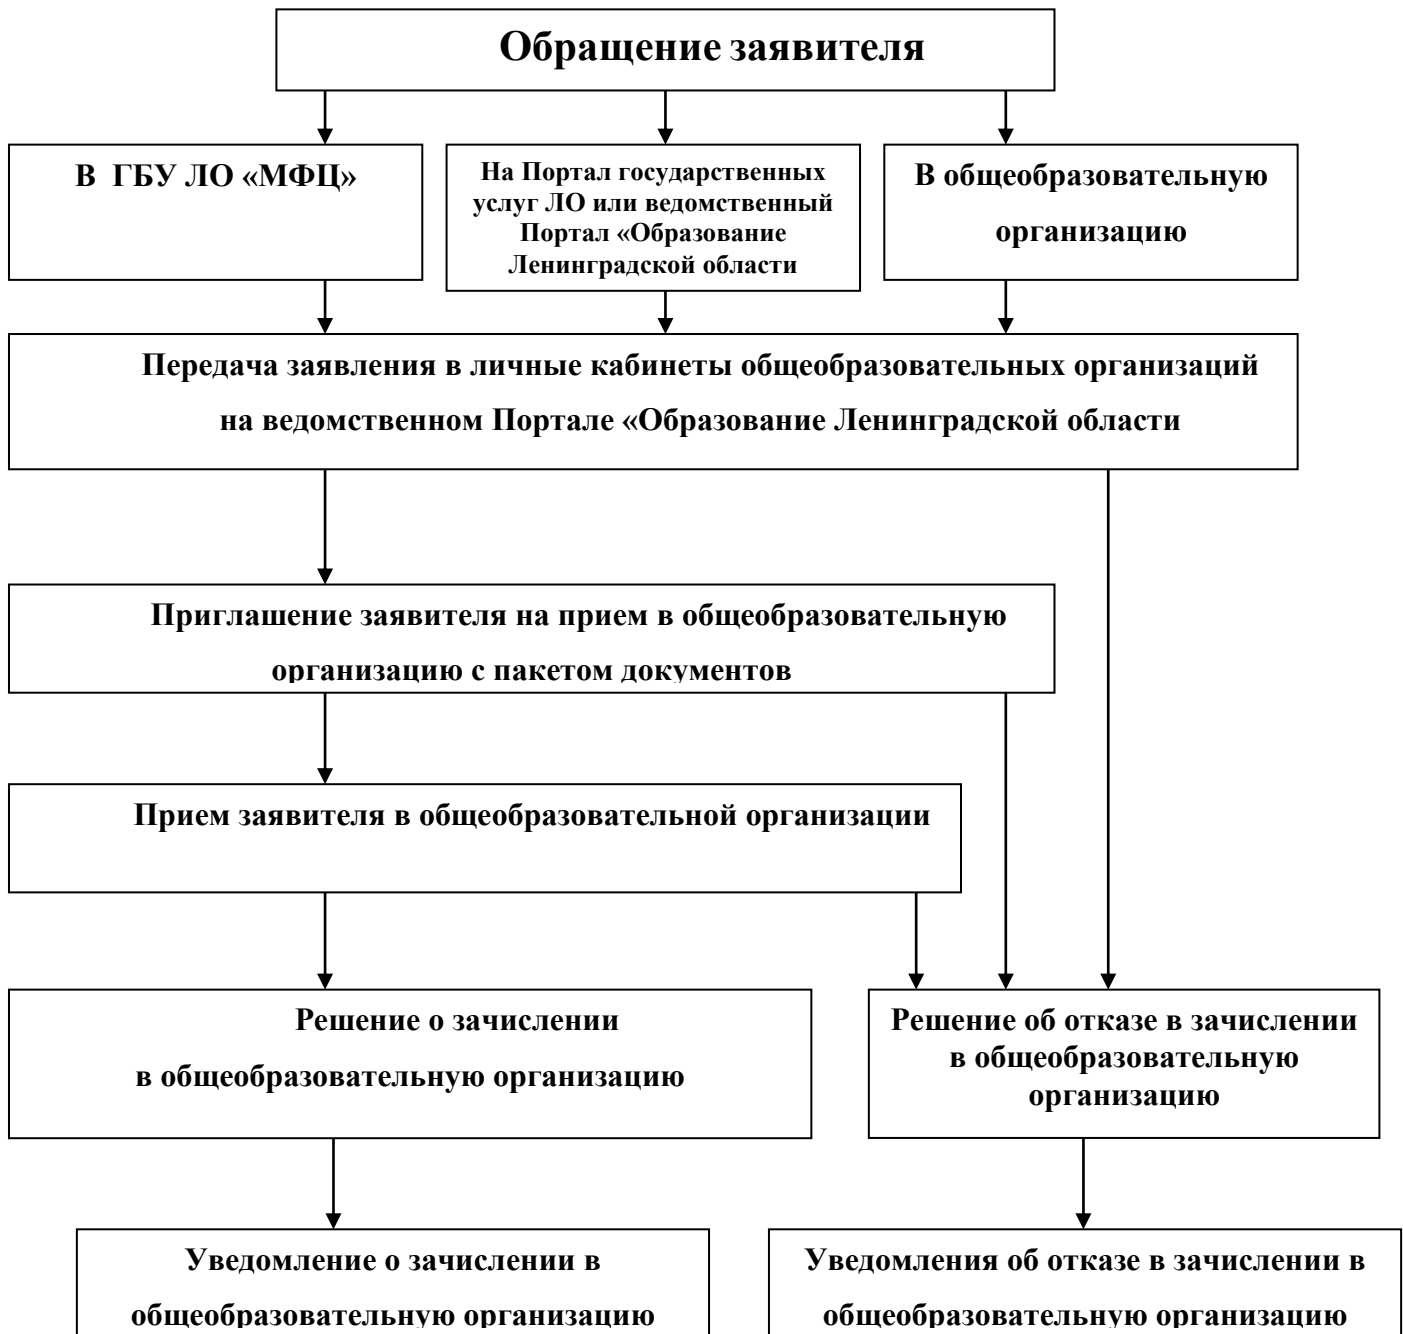 Обращение заявителя
В ГБУ ЛО «МФЦ»
На Портал государственных
услуг ЛО или ведомственный
Портал «Образование
Ленинградской области
В общеобразовательную
организацию
Передача заявления в личные кабинеты общеобразовательных организаций
на ведомственном Портале «Образование Ленинградской области
Приглашение заявителя на прием в общеобразовательную
организацию с пакетом документов
Прием заявителя в общеобразовательной организации
Решение о зачислении
в общеобразовательную организацию
Решение об отказе в зачислении
в общеобразовательную
организацию
Уведомление о зачислении в
общеобразовательную организацию
Уведомления об отказе в зачислении в
общеобразовательную организацию